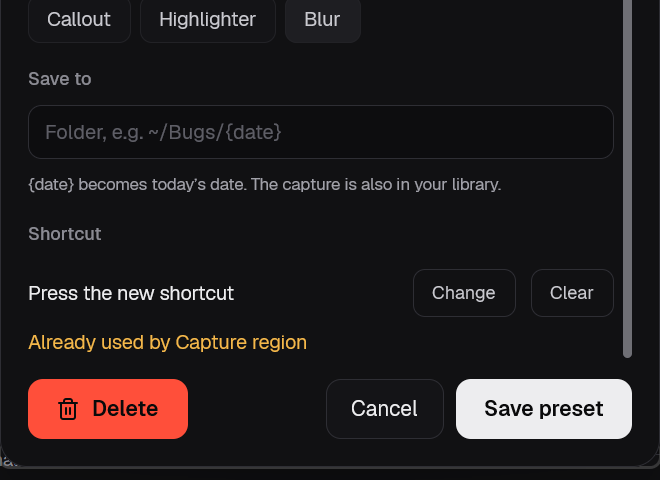 Callout Highlighter Blur
Save to
Folder, e.g. ~/Bugs/{date}
{date} becomes today’s date. The capture is also in your library.
Shortcut
Press the new shortcut Change Clear
Already used by Capture region
Delete Cancel Save preset